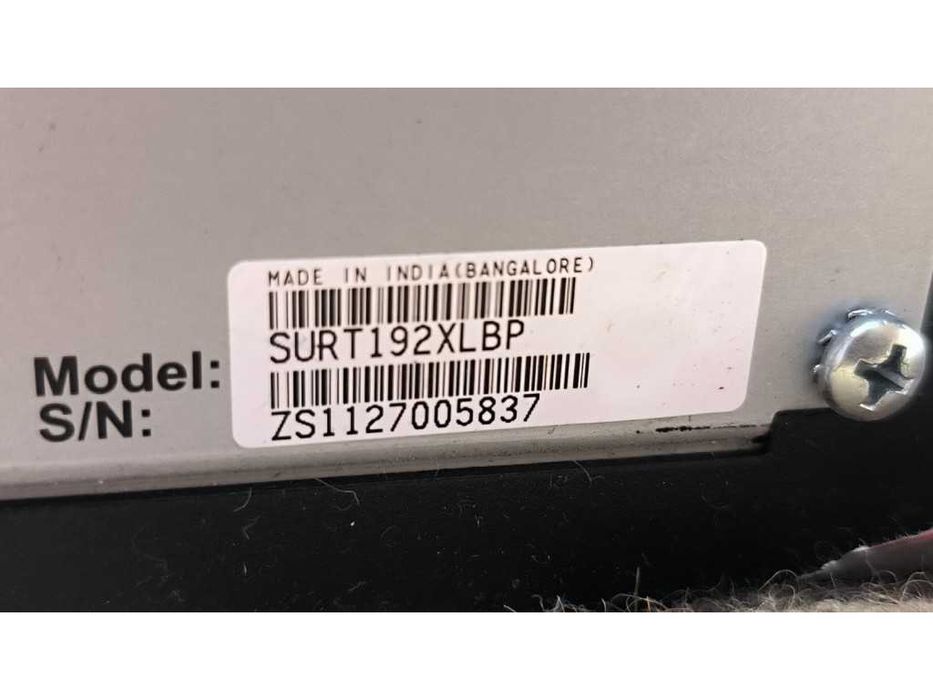 MADE IN INDIA(BANGALORE)
Model: SURT192XLBP
S/N: ZS1127005837